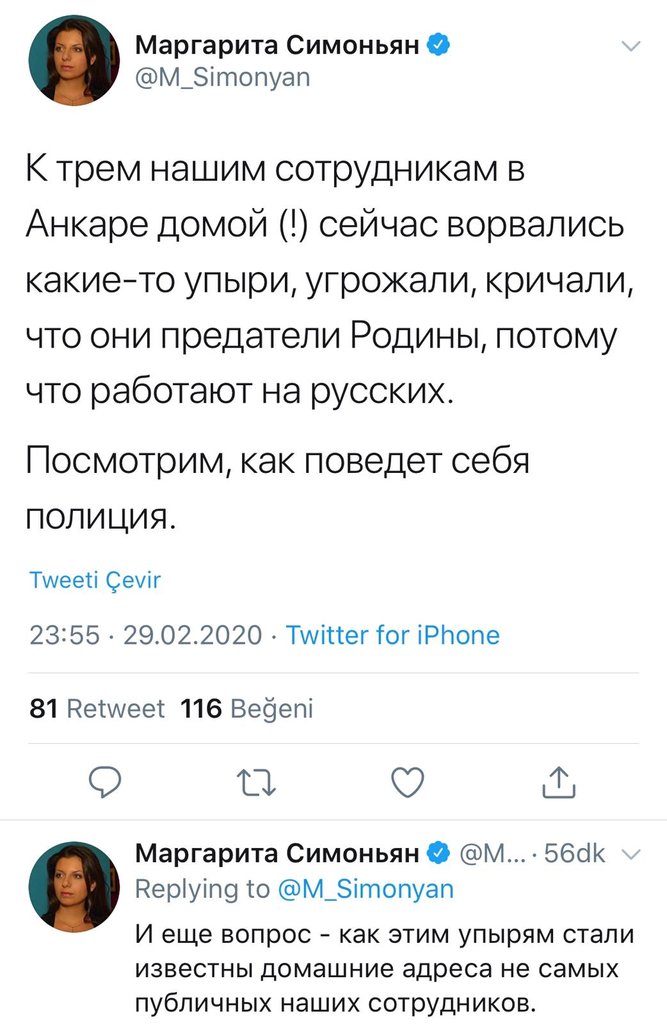 Маргарита Симоньян
@M_Simonyan
К трем нашим сотрудникам в
Анкаре домой (!) сейчас ворвались
какие-то упыри, угрожали, кричали,
что они предатели Родины, потому
что работают на русских.
Посмотрим, как поведет себя
полиция.
Tweeti Çevir
23:55 · 29.02.2020 · Twitter for iPhone
81 Retweet 116 Beğeni
Маргарита Симоньян @M... · 56dk
Replying to @M_Simonyan
И еще вопрос - как этим упырям стали
известны домашние адреса не самых
публичных наших сотрудников.